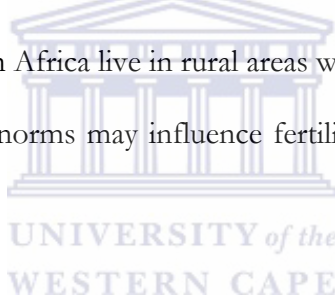 n Africa live in rural areas w
norms may influence fertili
UNIVERSITY of the
WESTERN CAPE